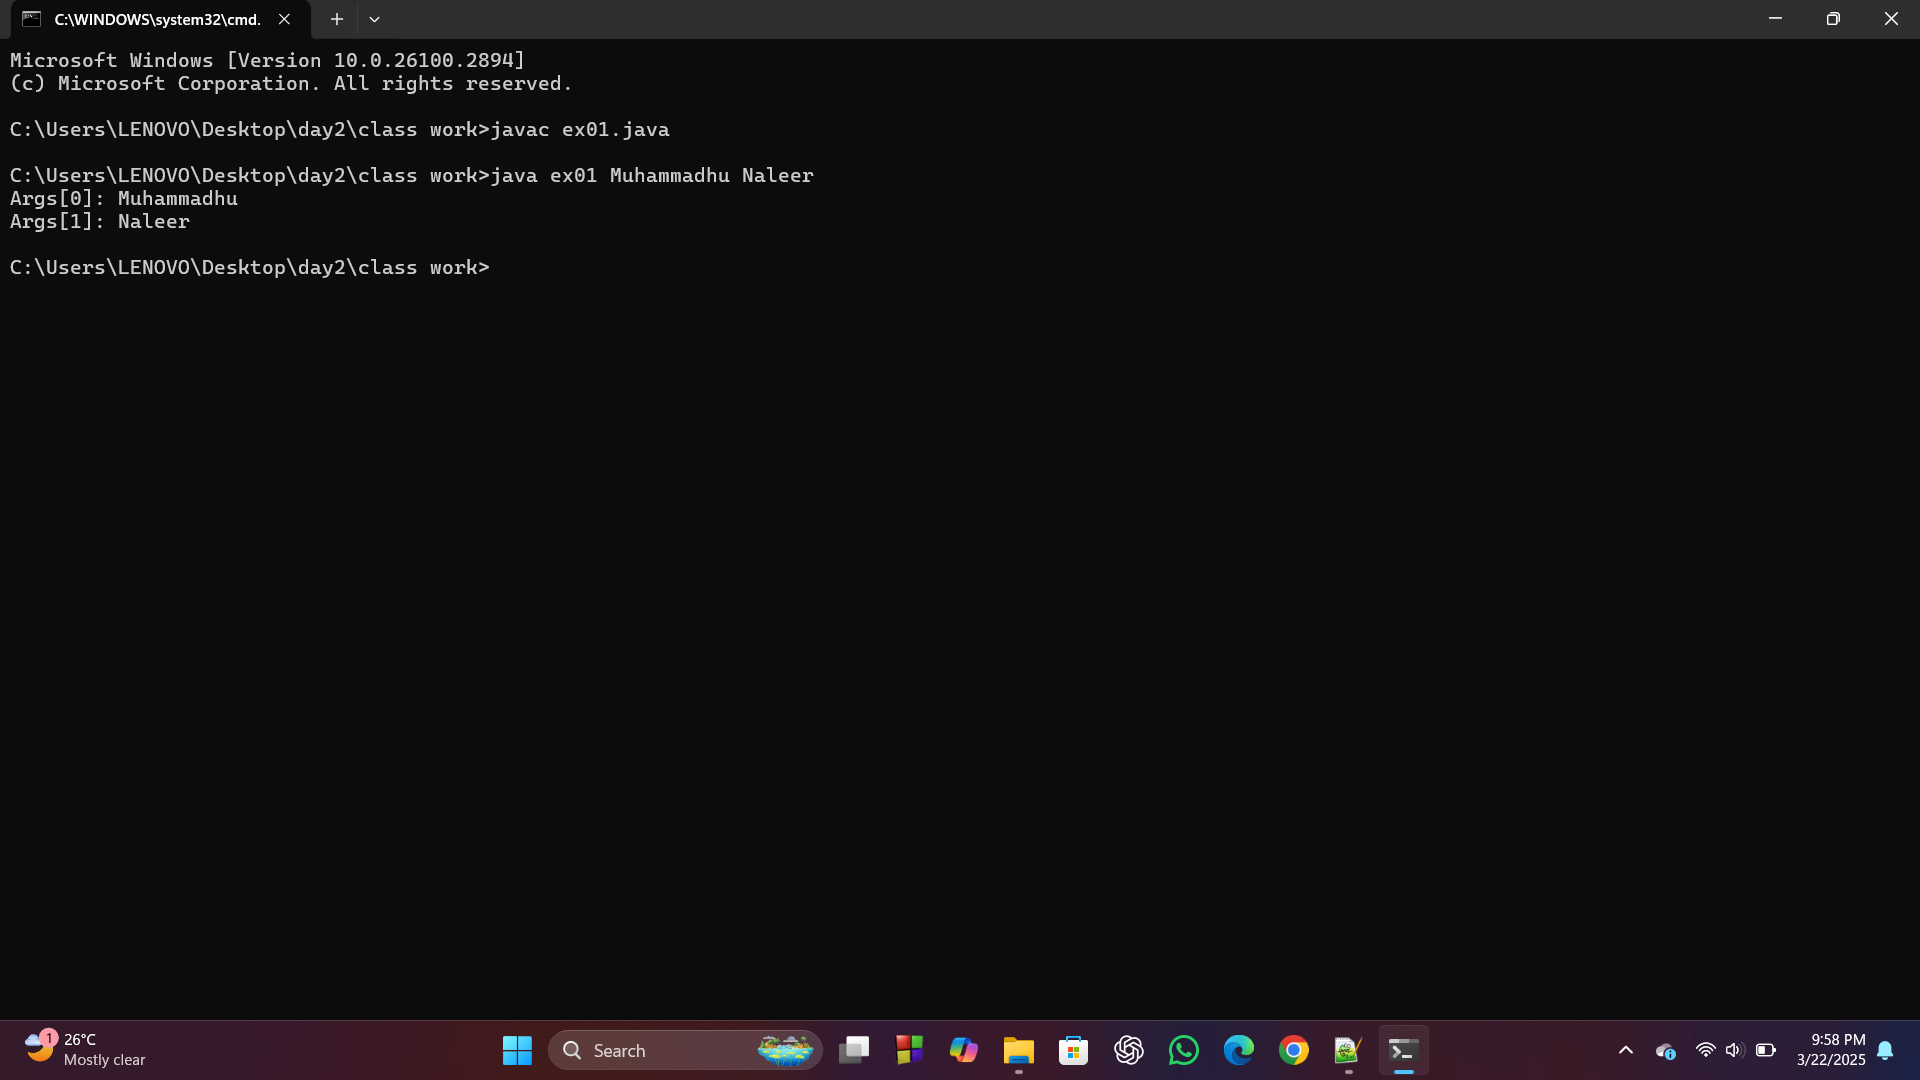 C:\WINDOWS\system32\cmd.
Microsoft Windows [Version 10.0.26100.2894]
(c) Microsoft Corporation. All rights reserved.
C:\Users\LENOVO\Desktop\day2\class work>javac ex01.java
C:\Users\LENOVO\Desktop\day2\class work>java ex01 Muhammadhu Naleer
Args[0]: Muhammadhu
Args[1]: Naleer
C:\Users\LENOVO\Desktop\day2\class work>
1
26°C
Mostly clear
Search
9:58 PM
3/22/2025